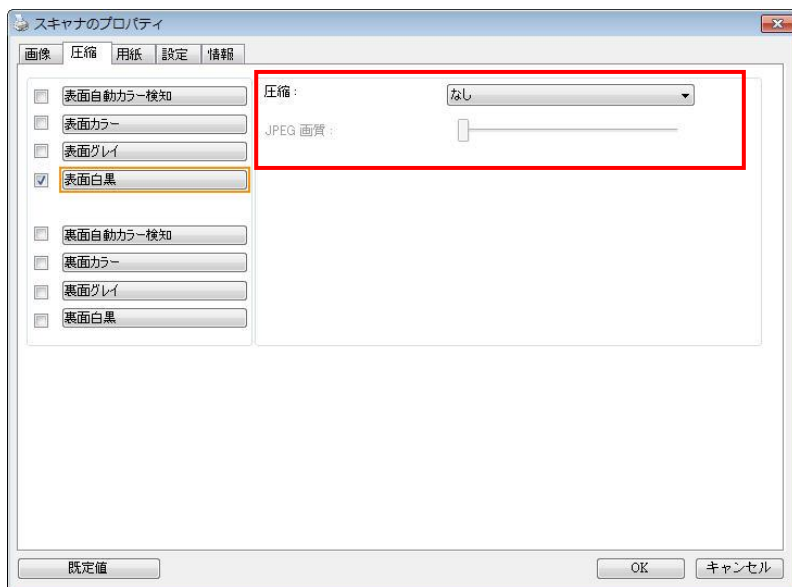 スキャナのプロパティ
画像 圧縮 用紙 設定 情報
表面自動カラー検知
表面カラー
表面グレイ
表面白黒
裏面自動カラー検知
裏面カラー
裏面グレイ
裏面白黒
圧縮 : なし
JPEG 画質 :
既定値 OK キャンセル